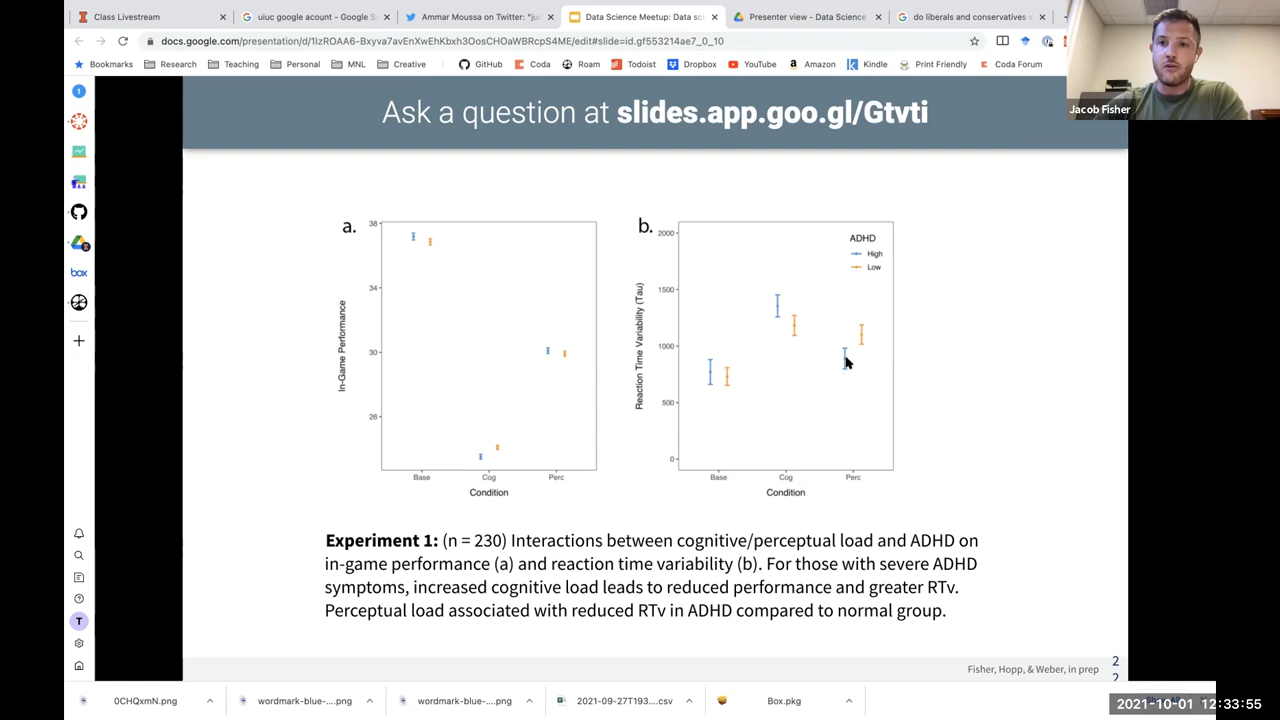 Class Livestream
uiuc google acount - Google S
Ammar Moussa on Twitter: "jus
Data Science Meetup: Data sci
Presenter view - Data Science
do liberals and conservatives s
docs.google.com/presentation/d/1IzROAA6-Bxyva7avEnXwEhKbxh3OosCHOaWBRcpS4ME/edit#slide=id.gf553214ae7_0_10
Bookmarks
Research
Teaching
Personal
MNL
Creative
GitHub
Coda
Roam
Todoist
Dropbox
YouTube
Amazon
Kindle
Print Friendly
Coda Forum
Jacob Fisher
1
Ask a question at slides.app.goo.gl/Gtvti
a.
38
34
30
26
In-Game Performance
Base
Cog
Perc
Condition
b.
2000
1500
1000
500
0
Reaction Time Variability (Tau)
ADHD
High
Low
Base
Cog
Perc
Condition
box
T
Experiment 1: (n = 230) Interactions between cognitive/perceptual load and ADHD on
in-game performance (a) and reaction time variability (b). For those with severe ADHD
symptoms, increased cognitive load leads to reduced performance and greater RTv.
Perceptual load associated with reduced RTv in ADHD compared to normal group.
Fisher, Hopp, & Weber, in prep
2
2
0CHQxmN.png
wordmark-blue-....png
wordmark-blue-....png
2021-09-27T193....csv
Box.pkg
2021-10-01 12:33:55